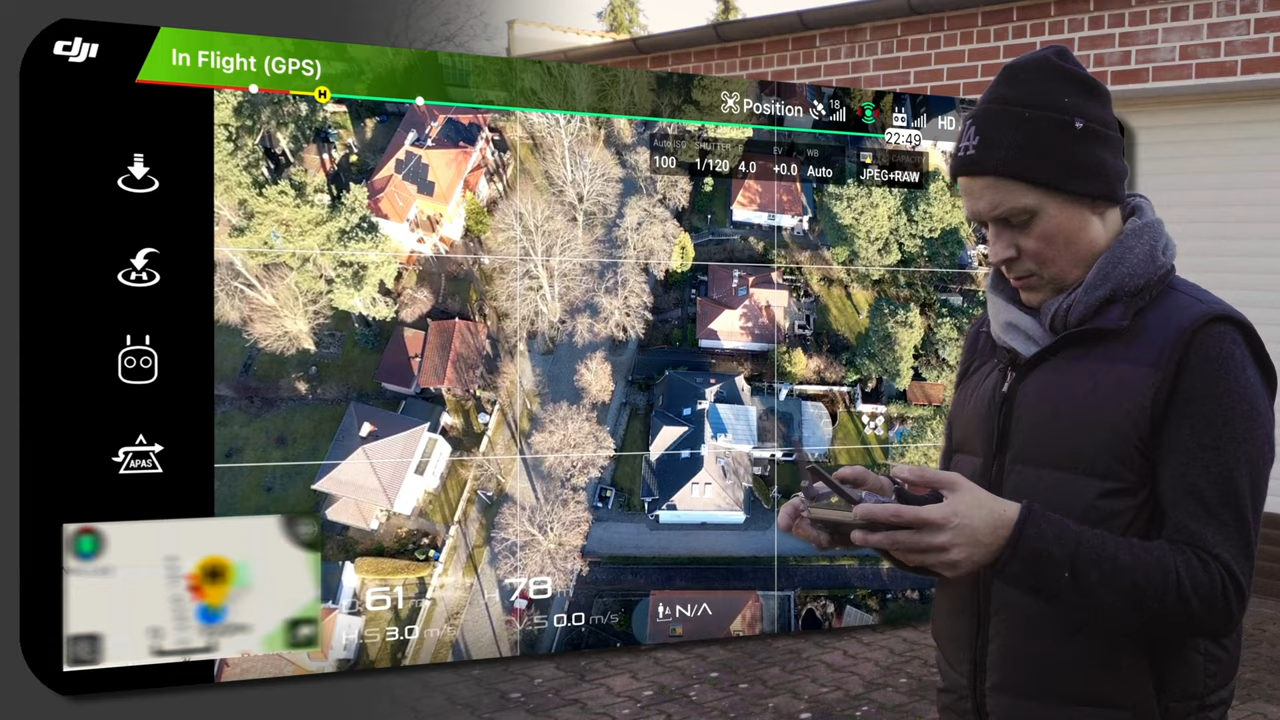 dji
In Flight (GPS)
H
Position
18
HD
22:49
Auto ISO
SHUTTER
EV
WB
CAPACITY
100
1/120
4.0
+0.0
Auto
JPEG+RAW
LA
H
APAS
61 m
78
H.S 3.0 m/s
V.S 0.0 m/s
N/A